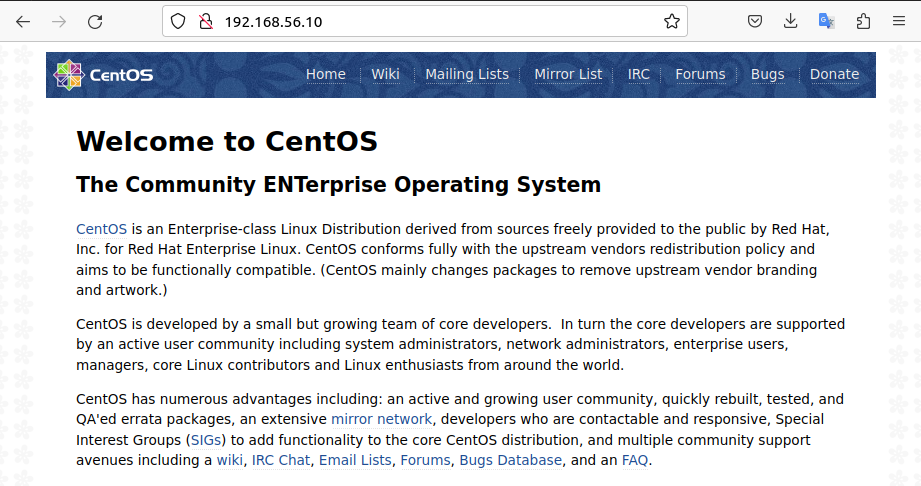 192.168.56.10
CentOS Home Wiki Mailing Lists Mirror List IRC Forums Bugs Donate
Welcome to CentOS
The Community ENTerprise Operating System
CentOS is an Enterprise-class Linux Distribution derived from sources freely provided to the public by Red Hat,
Inc. for Red Hat Enterprise Linux. CentOS conforms fully with the upstream vendors redistribution policy and
aims to be functionally compatible. (CentOS mainly changes packages to remove upstream vendor branding
and artwork.)
CentOS is developed by a small but growing team of core developers.  In turn the core developers are supported
by an active user community including system administrators, network administrators, enterprise users,
managers, core Linux contributors and Linux enthusiasts from around the world.
CentOS has numerous advantages including: an active and growing user community, quickly rebuilt, tested, and
QA'ed errata packages, an extensive mirror network, developers who are contactable and responsive, Special
Interest Groups (SIGs) to add functionality to the core CentOS distribution, and multiple community support
avenues including a wiki, IRC Chat, Email Lists, Forums, Bugs Database, and an FAQ.